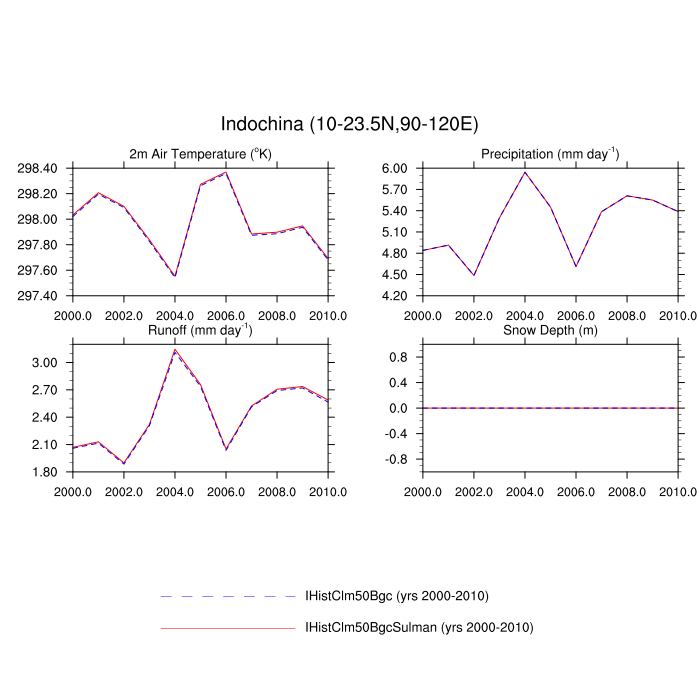 Indochina (10-23.5N,90-120E)
2m Air Temperature (°K)
298.40
298.20
298.00
297.80
297.60
297.40
2000.0 2002.0 2004.0 2006.0 2008.0 2010.0
Precipitation (mm day⁻¹)
6.00
5.70
5.40
5.10
4.80
4.50
4.20
2000.0 2002.0 2004.0 2006.0 2008.0 2010.0
Runoff (mm day⁻¹)
3.00
2.70
2.40
2.10
1.80
2000.0 2002.0 2004.0 2006.0 2008.0 2010.0
Snow Depth (m)
0.8
0.4
0.0
-0.4
-0.8
2000.0 2002.0 2004.0 2006.0 2008.0 2010.0
IHistClm50Bgc (yrs 2000-2010)
IHistClm50BgcSulman (yrs 2000-2010)